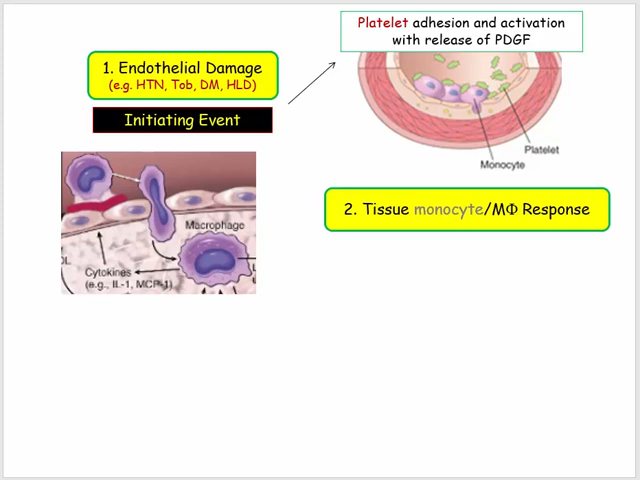 Platelet adhesion and activation
with release of PDGF
1. Endothelial Damage
(e.g. HTN, Tob, DM, HLD)
Initiating Event
Platelet
Monocyte
2. Tissue monocyte/MΦ Response
Macrophage
Cytokines
(e.g., IL-1, MCP-1)